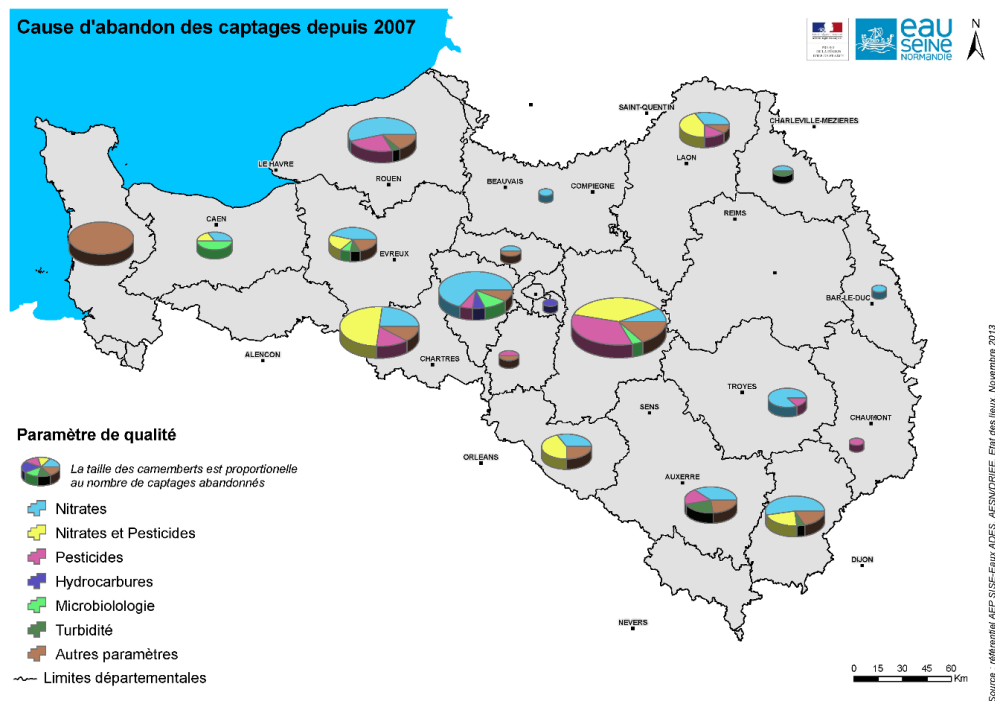 Cause d'abandon des captages depuis 2007
eau
SEINE
NORMANDIE
N
SAINT-QUENTIN
CHARLEVILLE-MEZIERES
LE HAVRE
ROUEN
BEAUVAIS
COMPIEGNE
LAON
REIMS
CAEN
EVREUX
BAR-LE-DUC
ALENCON
CHARTRES
TROYES
SENS
CHAUMONT
ORLEANS
AUXERRE
DIJON
NEVERS
Paramètre de qualité
La taille des camemberts est proportionelle
au nombre de captages abandonnés
Nitrates
Nitrates et Pesticides
Pesticides
Hydrocarbures
Microbiolologie
Turbidité
Autres paramètres
Limites départementales
0 15 30 45 60
Km
Source : référentiel AEP SISE-Eaux ADES, AESN/DRIEE, Etat des lieux, Novembre 2013